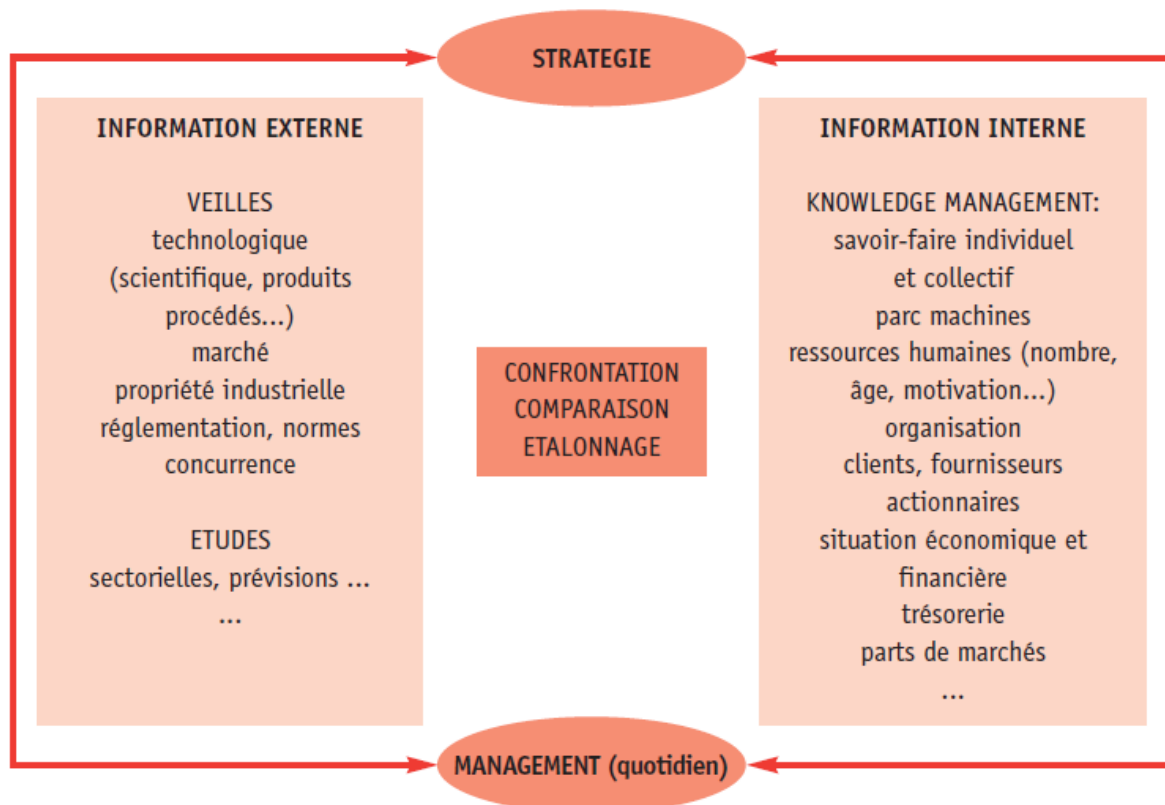 STRATEGIE
INFORMATION EXTERNE
VEILLES
technologique
(scientifique, produits
procédés...)
marché
propriété industrielle
réglementation, normes
concurrence
ETUDES
sectorielles, prévisions ...
...
CONFRONTATION
COMPARAISON
ETALONNAGE
INFORMATION INTERNE
KNOWLEDGE MANAGEMENT:
savoir-faire individuel
et collectif
parc machines
ressources humaines (nombre,
âge, motivation...)
organisation
clients, fournisseurs
actionnaires
situation économique et
financière
trésorerie
parts de marchés
...
MANAGEMENT (quotidien)